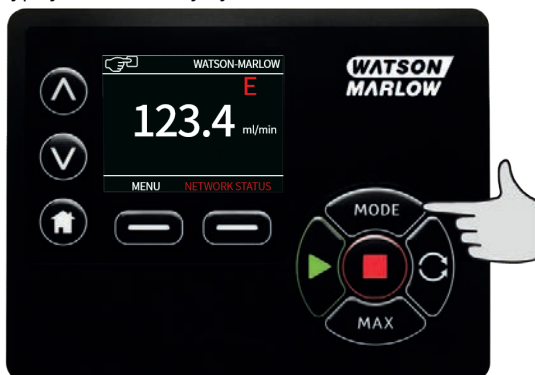 WATSON-MARLOW
E
123.4 ml/min
MENU NETWORK STATUS
WATSON
MARLOW
MODE
MAX